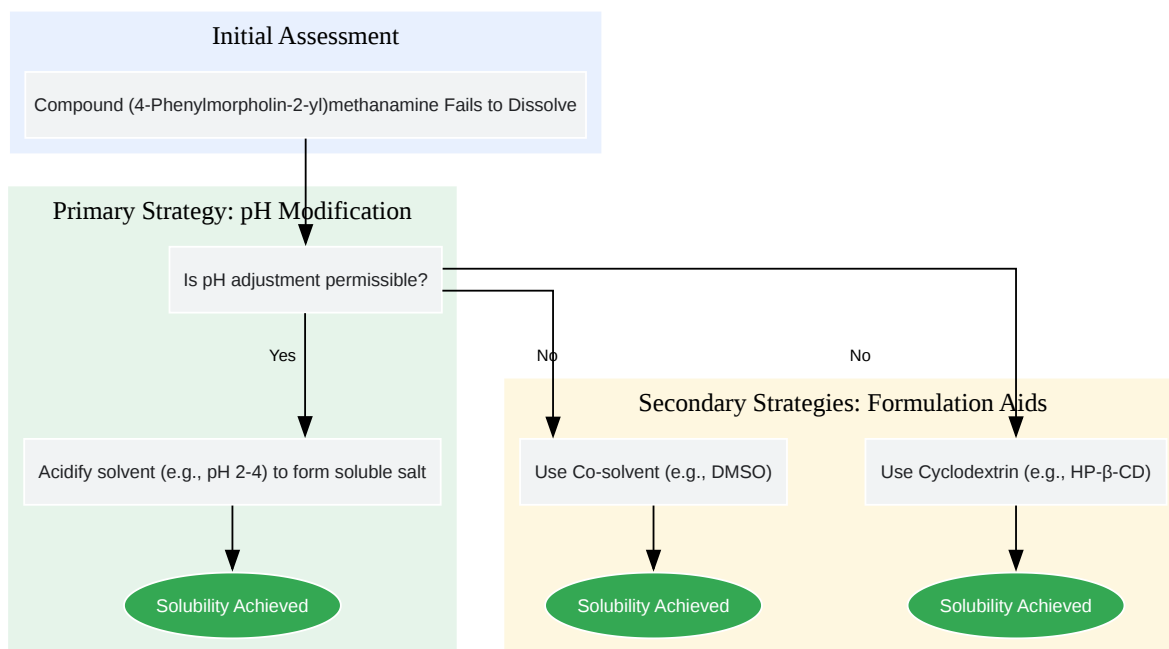 Initial Assessment
Compound (4-Phenylmorpholin-2-yl)methanamine Fails to Dissolve
Primary Strategy: pH Modification
Is pH adjustment permissible?
Yes
No
No
Secondary Strategies: Formulation Aids
Acidify solvent (e.g., pH 2-4) to form soluble salt
Use Co-solvent (e.g., DMSO)
Use Cyclodextrin (e.g., HP-β-CD)
Solubility Achieved
Solubility Achieved
Solubility Achieved